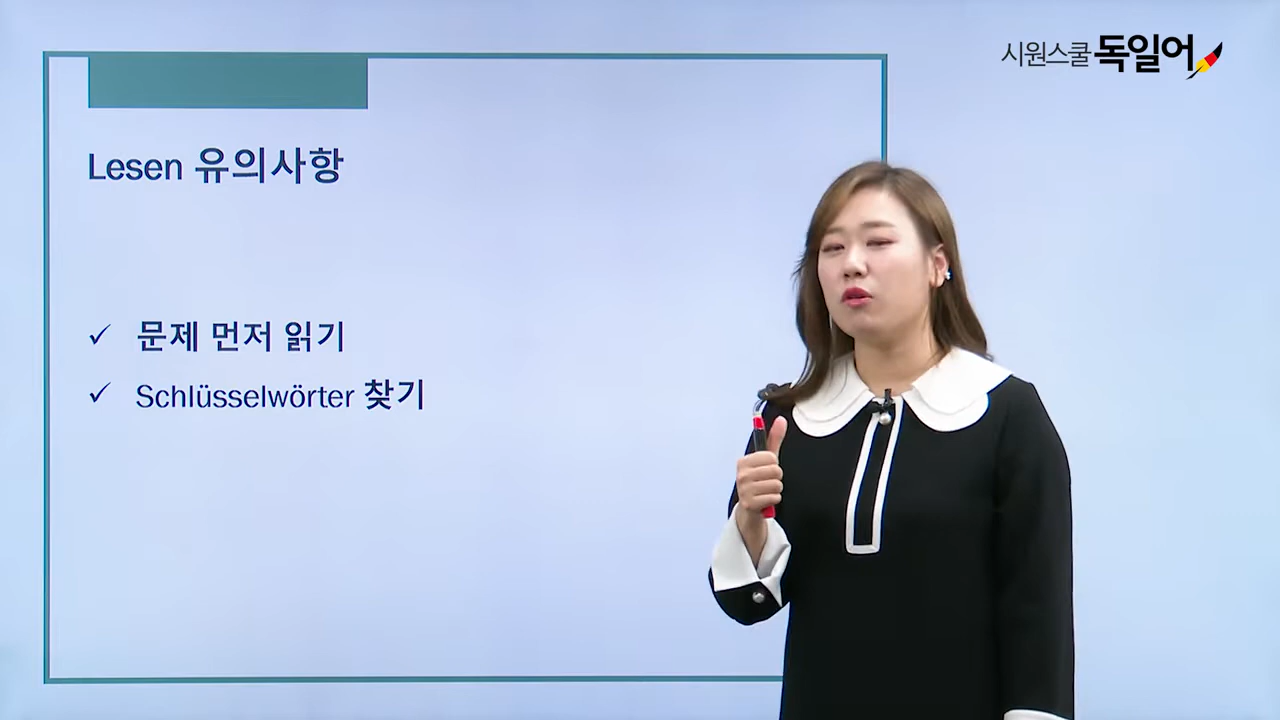 시원스쿨 독일어
Lesen 유의사항
✓ 문제 먼저 읽기
✓ Schlüsselwörter 찾기